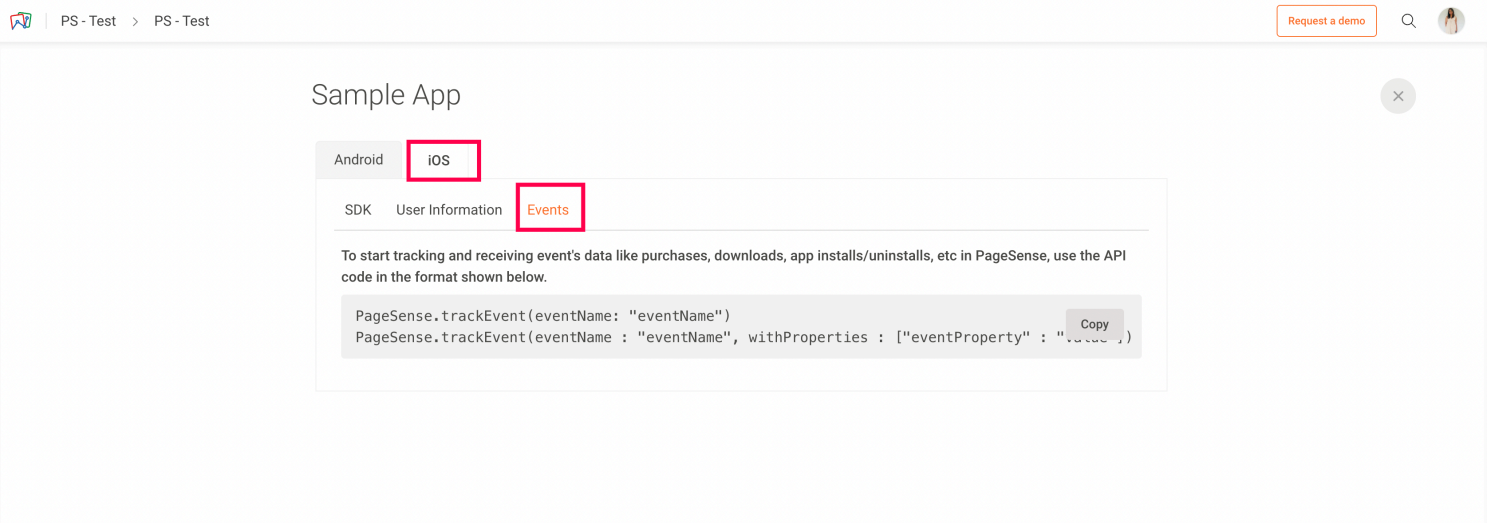 PS - Test > PS - Test
Request a demo
Sample App
Android
iOS
SDK
User Information
Events
To start tracking and receiving event's data like purchases, downloads, app installs/uninstalls, etc in PageSense, use the API
code in the format shown below.
PageSense.trackEvent(eventName: "eventName")
Copy
PageSense.trackEvent(eventName : "eventName", withProperties : ["eventProperty" : "value"])